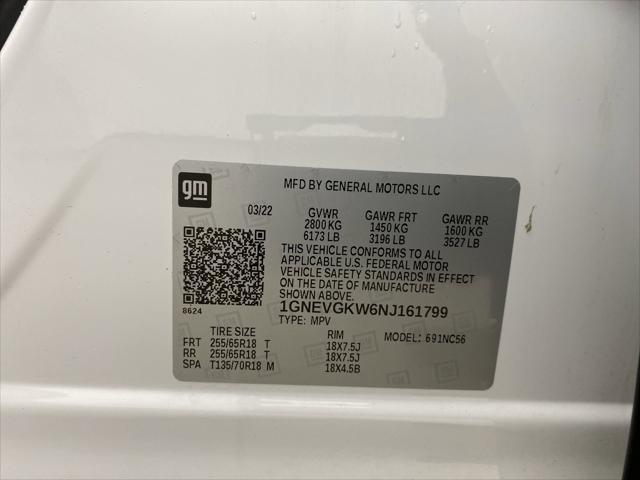 gm
MFD BY GENERAL MOTORS LLC
03/22 GVWR GAWR FRT GAWR RR
2800 KG 1450 KG 1600 KG
6173 LB 3196 LB 3527 LB
THIS VEHICLE CONFORMS TO ALL
APPLICABLE U.S. FEDERAL MOTOR
VEHICLE SAFETY STANDARDS IN EFFECT
ON THE DATE OF MANUFACTURE
SHOWN ABOVE.
8624 1GNEVGKW6NJ161799
TYPE: MPV
TIRE SIZE RIM MODEL: 691NC56
FRT 255/65R18 T 18X7.5J
RR 255/65R18 T 18X7.5J
SPA T135/70R18 M 18X4.5B